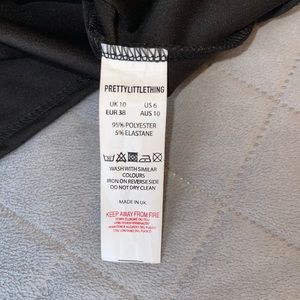 PRETTYLITTLETHING
UK 10 US 6
EUR 38 AUS 10
95% POLYESTER
5% ELASTANE
WASH WITH SIMILAR
COLOURS
IRON ON REVERSE SIDE
DO NOT DRY CLEAN
MADE IN UK
KEEP AWAY FROM FIRE